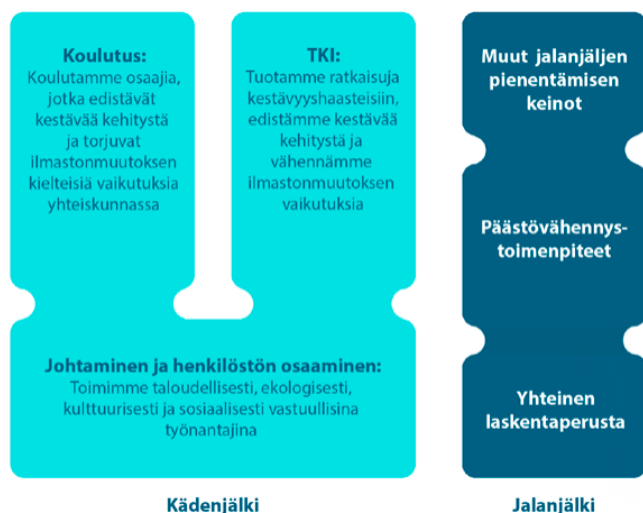 Koulutus:
Koulutamme osaajia,
jotka edistävät
kestävää kehitystä
ja torjuvat
ilmastonmuutoksen
kielteisiä vaikutuksia
yhteiskunnassa
TKI:
Tuotamme ratkaisuja
kestävyyshaasteisiin,
edistämme kestävää
kehitystä ja
vähennämme
ilmastonmuutoksen
vaikutuksia
Johtaminen ja henkilöstön osaaminen:
Toimimme taloudellisesti, ekologisesti,
kulttuurisesti ja sosiaalisesti vastuullisina
työnantajina
Kädenjälki
Muut jalanjäljen
pienentämisen
keinot
Päästövähennys-
toimenpiteet
Yhteinen
laskentaperusta
Jalanjälki